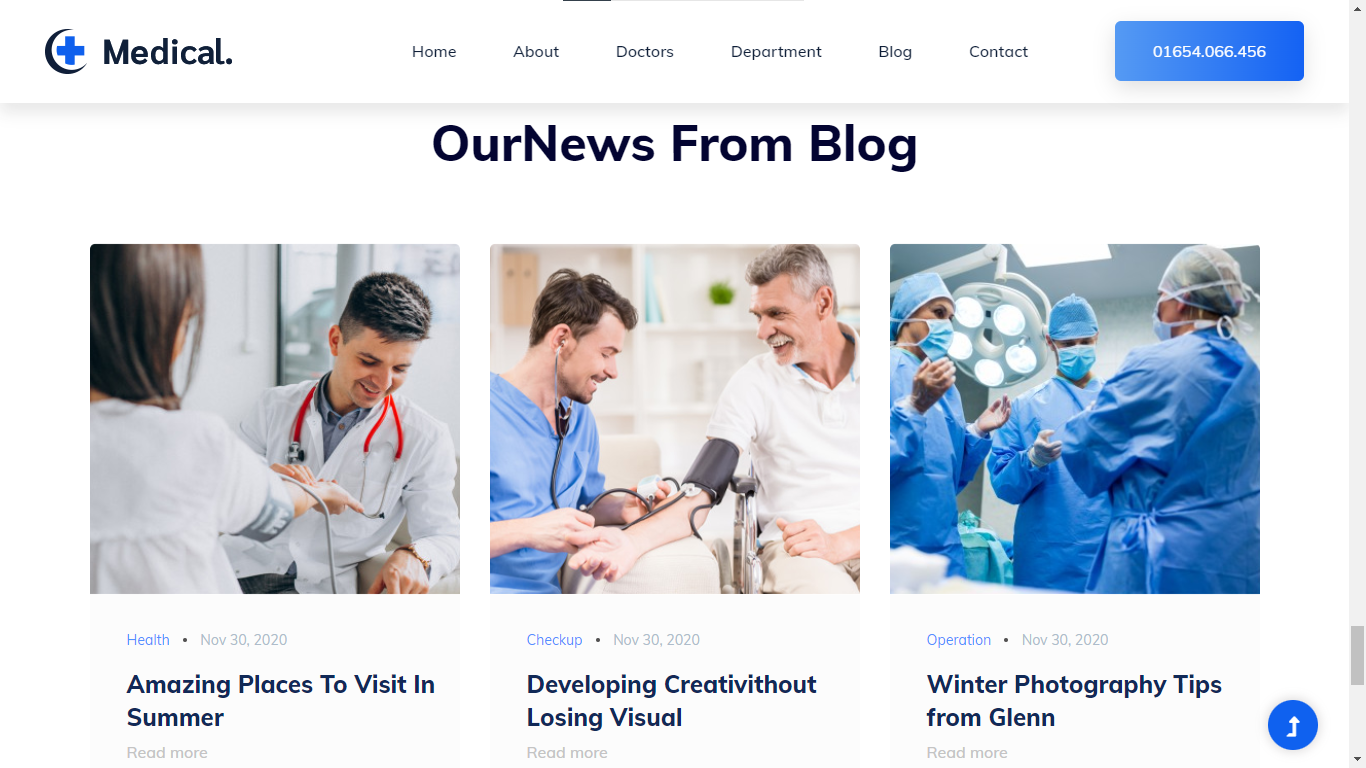 Medical.
Home About Doctors Department Blog Contact 01654.066.456
OurNews From Blog
Health • Nov 30, 2020
Amazing Places To Visit In
Summer
Read more
Checkup • Nov 30, 2020
Developing Creativithout
Losing Visual
Read more
Operation • Nov 30, 2020
Winter Photography Tips
from Glenn
Read more